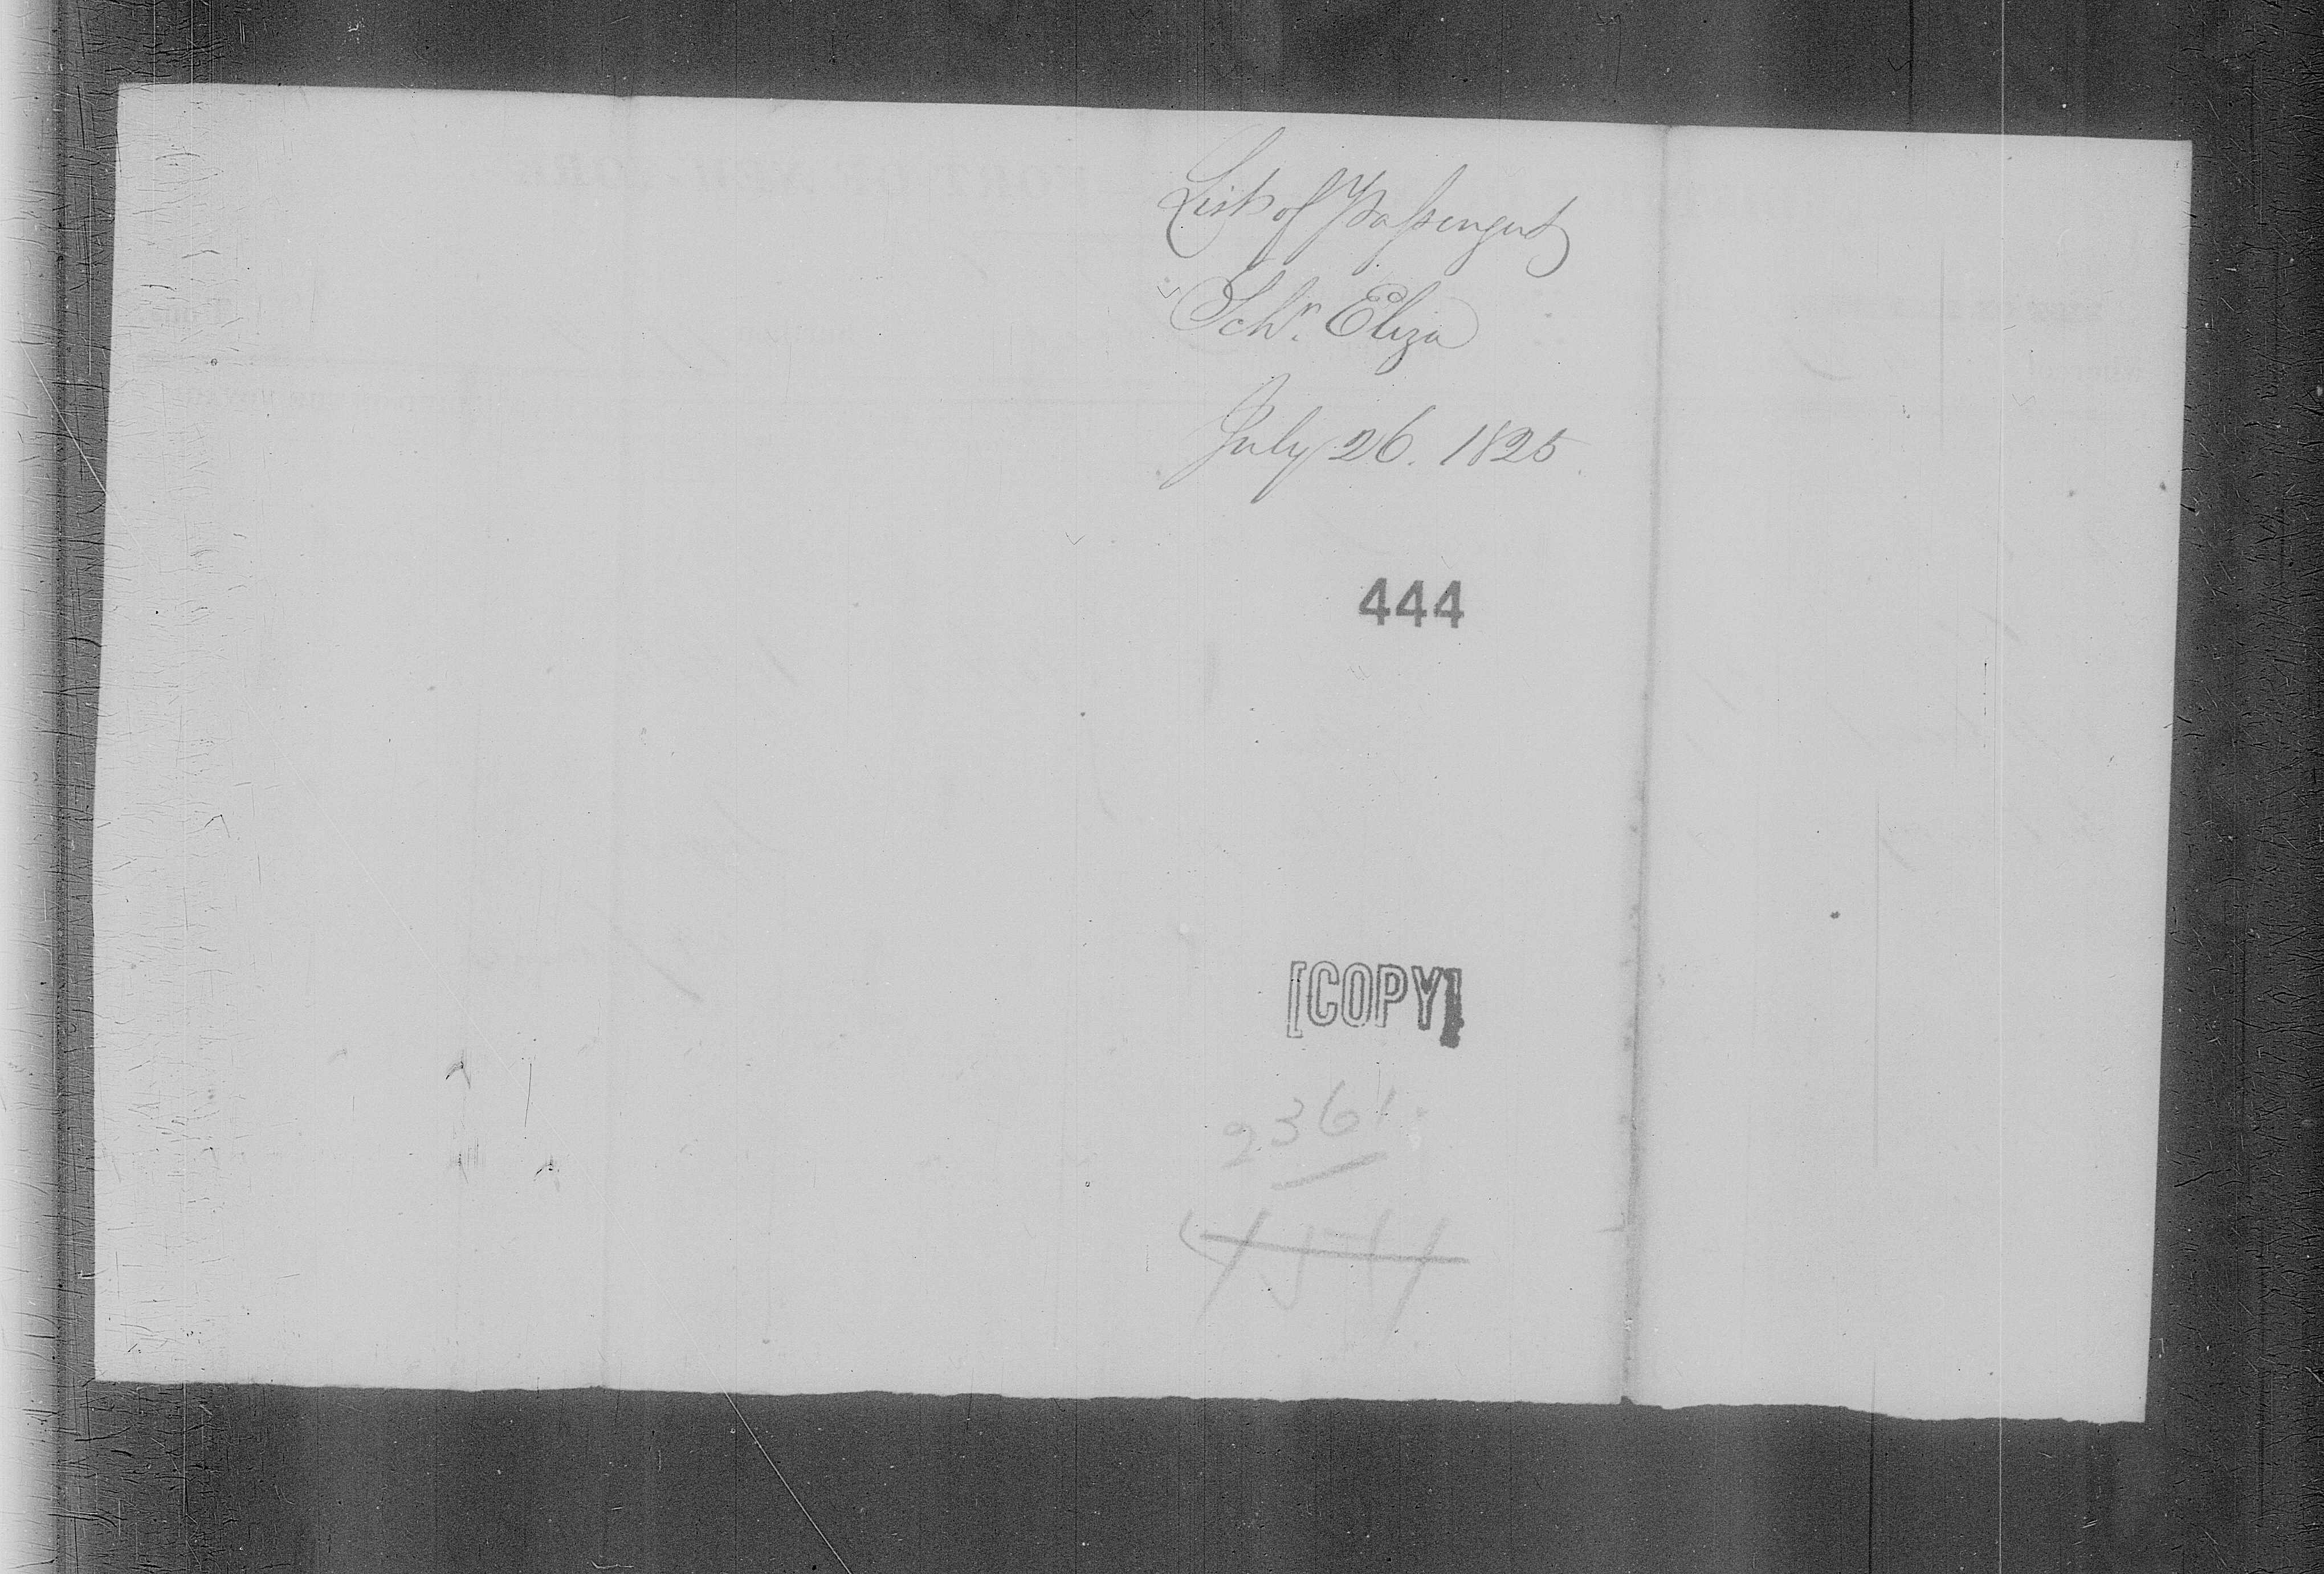 List of Passengers
Schr. Eliza
July 26. 1825
444
[COPY]
2361